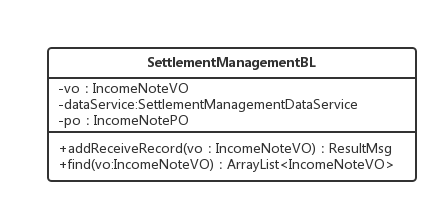 SettlementManagementBL
-vo : IncomeNoteVO
-dataService:SettlementManagementDataService
-po : IncomeNotePO
+addReceiveRecord(vo : IncomeNoteVO) : ResultMsg
+find(vo:IncomeNoteVO) : ArrayList<IncomeNoteVO>